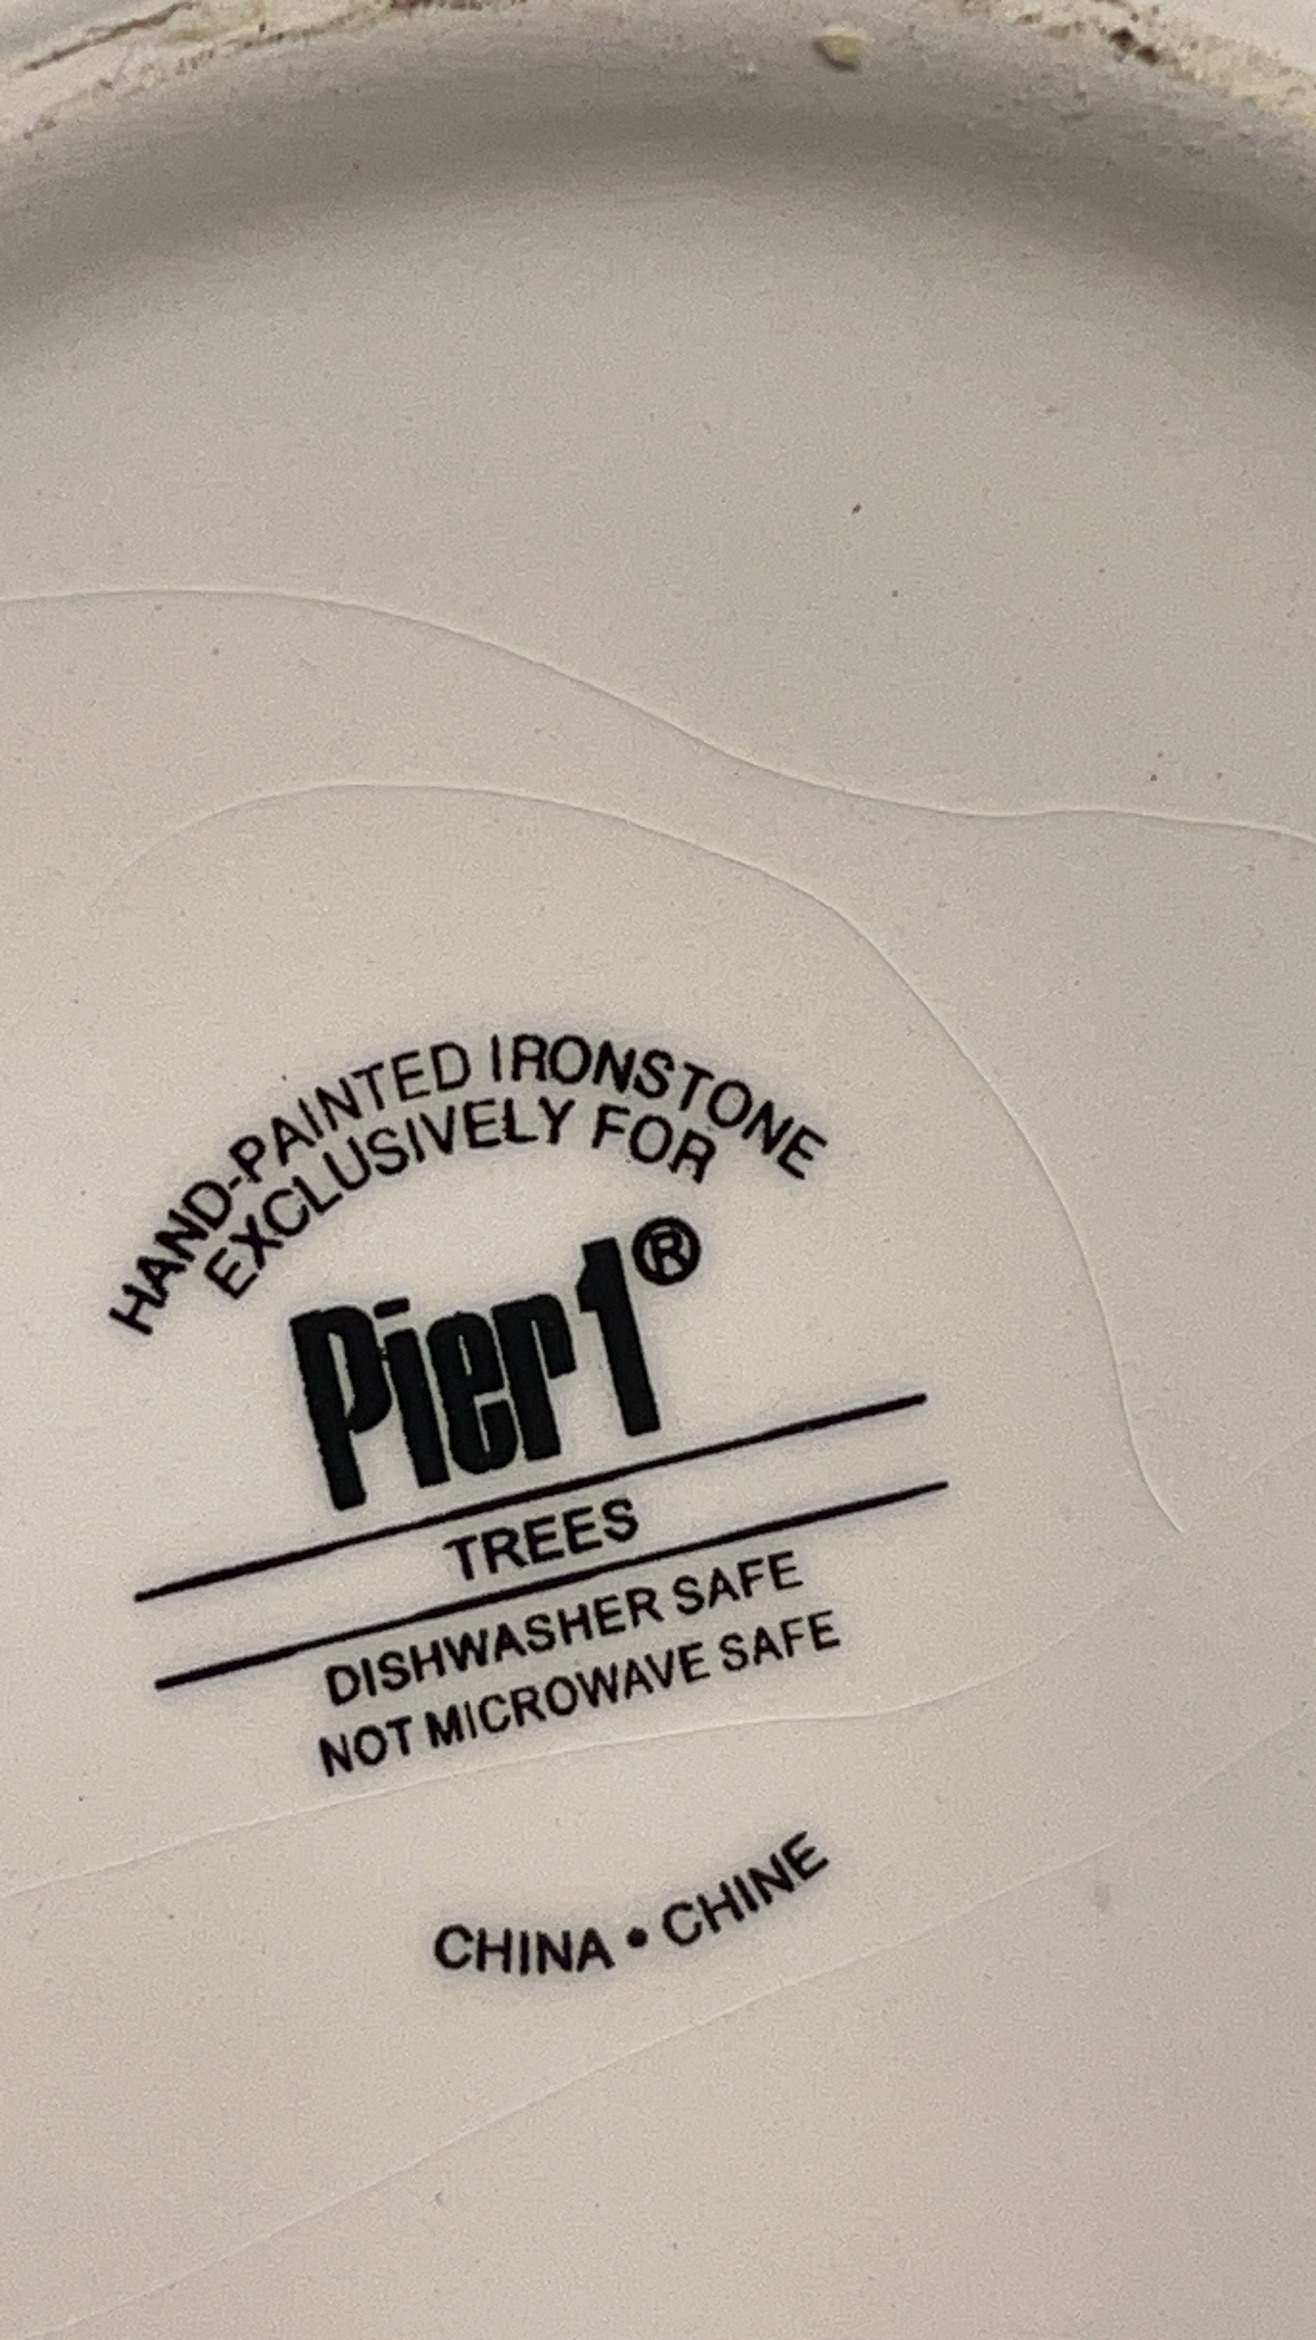 HAND-PAINTED IRONSTONE
EXCLUSIVELY FOR
Pier1®
TREES
DISHWASHER SAFE
NOT MICROWAVE SAFE
CHINA • CHINE